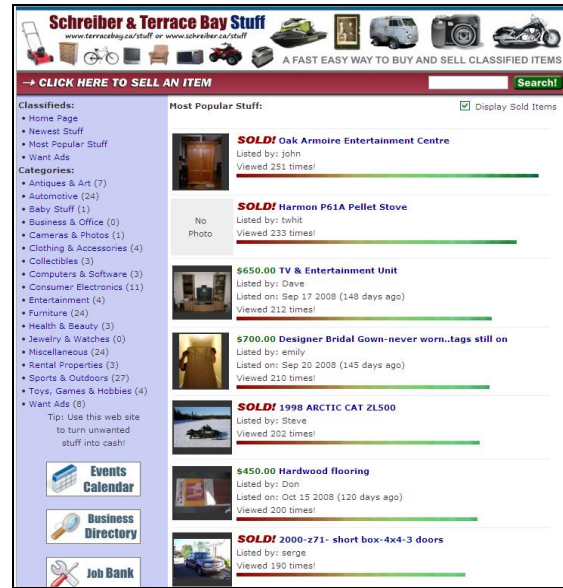 Schreiber & Terrace Bay Stuff
www.terracebay.ca/stuff or www.schreiber.ca/stuff
A FAST EASY WAY TO BUY AND SELL CLASSIFIED ITEMS
CLICK HERE TO SELL AN ITEM
Search!
Classifieds:
• Home Page
• Newest Stuff
• Most Popular Stuff
• Want Ads
Categories:
• Antiques & Art (7)
• Automotive (24)
• Baby Stuff (1)
• Business & Office (0)
• Cameras & Photos (1)
• Clothing & Accessories (4)
• Collectibles (3)
• Computers & Software (3)
• Consumer Electronics (11)
• Entertainment (4)
• Furniture (24)
• Health & Beauty (3)
• Jewelry & Watches (0)
• Miscellaneous (24)
• Rental Properties (3)
• Sports & Outdoors (27)
• Toys, Games & Hobbies (4)
• Want Ads (8)
Tip: Use this web site
to turn unwanted
stuff into cash!
Events
Calendar
Business
Directory
Job Bank
Most Popular Stuff:
Display Sold Items
SOLD! Oak Armoire Entertainment Centre
Listed by: john
Viewed 251 times!
No
Photo
SOLD! Harmon P61A Pellet Stove
Listed by: twhit
Viewed 233 times!
$650.00 TV & Entertainment Unit
Listed by: Dave
Listed on: Sep 17 2008 (148 days ago)
Viewed 212 times!
$700.00 Designer Bridal Gown-never worn..tags still on
Listed by: emily
Listed on: Sep 20 2008 (145 days ago)
Viewed 210 times!
SOLD! 1998 ARCTIC CAT ZL500
Listed by: Steve
Viewed 202 times!
$450.00 Hardwood flooring
Listed by: Don
Listed on: Oct 15 2008 (120 days ago)
Viewed 200 times!
SOLD! 2000-z71- short box-4x4-3 doors
Listed by: serge
Viewed 190 times!